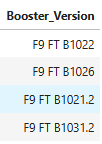 Booster_Version
F9 FT B1022
F9 FT B1026
F9 FT B1021.2
F9 FT B1031.2